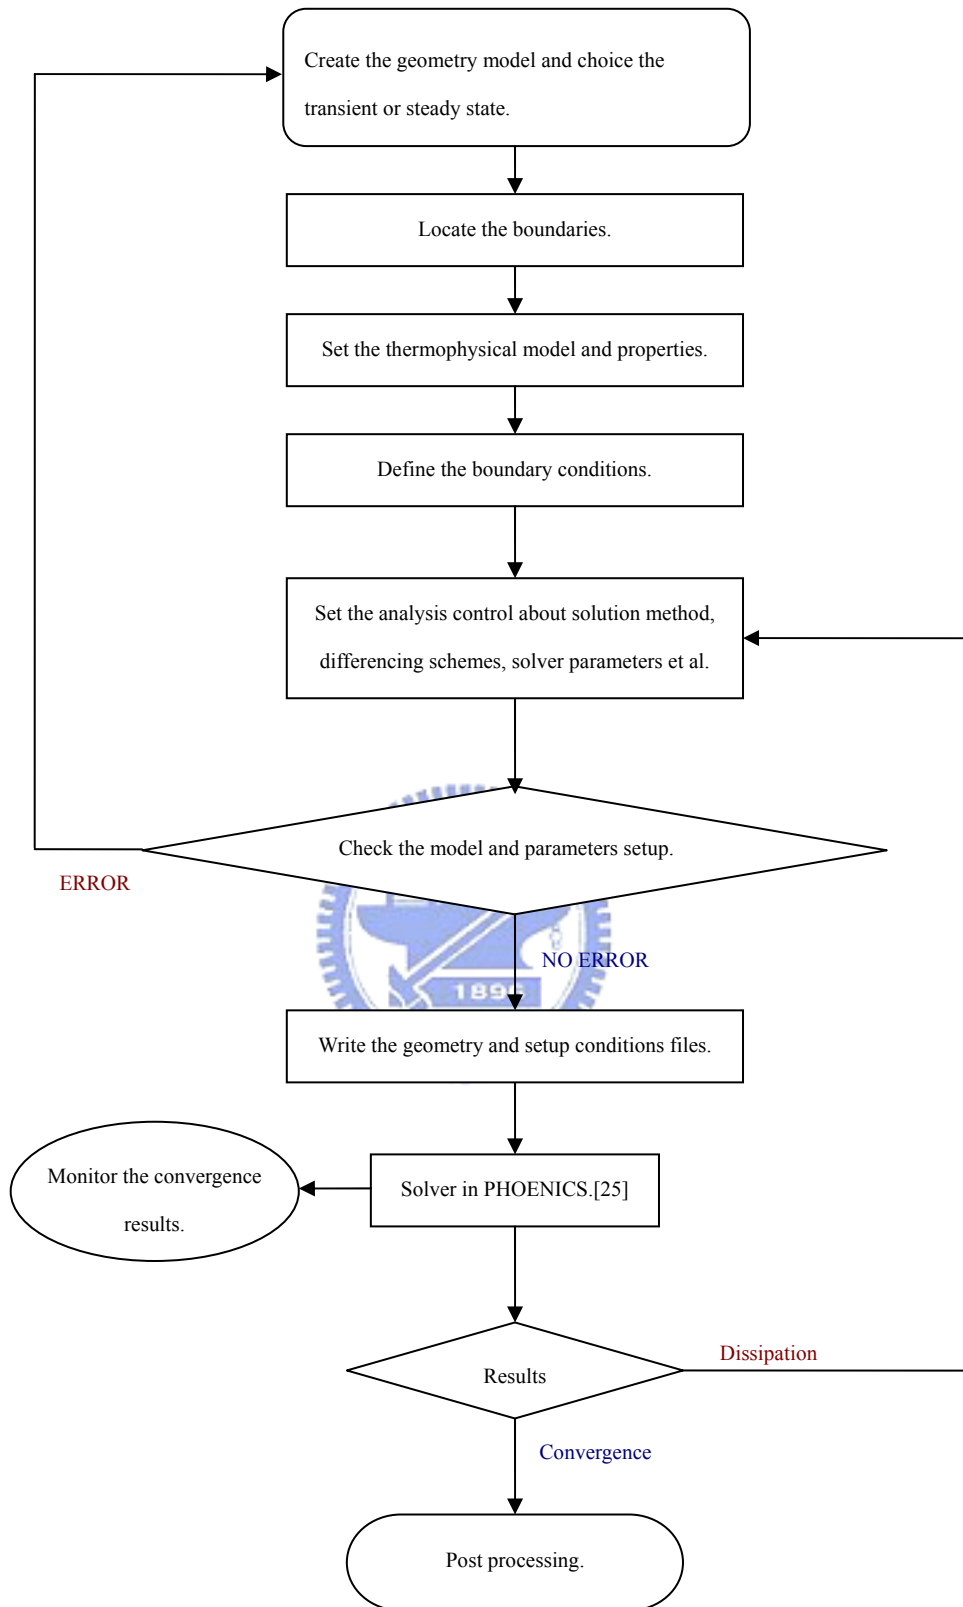 Create the geometry model and choice the
transient or steady state.
Locate the boundaries.
Set the thermophysical model and properties.
Define the boundary conditions.
Set the analysis control about solution method,
differencing schemes, solver parameters et al.
Check the model and parameters setup.
ERROR
NO ERROR
1896
Write the geometry and setup conditions files.
Monitor the convergence
results.
Solver in PHOENICS.[25]
Dissipation
Results
Convergence
Post processing.